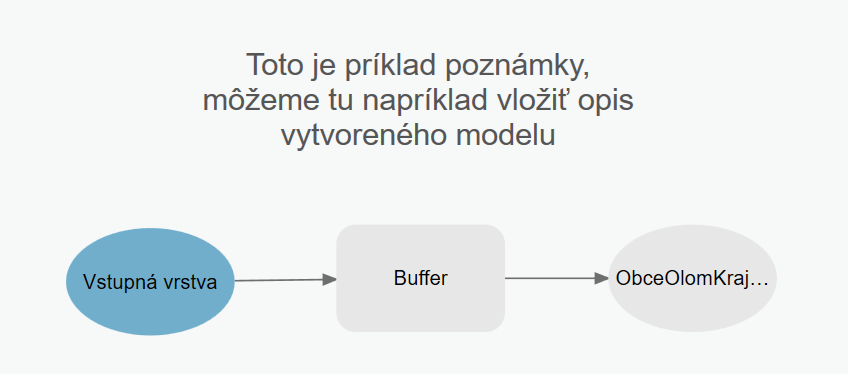 Toto je príklad poznámky,
môžeme tu napríklad vložiť opis
vytvoreného modelu
Vstupná vrstva
Buffer
ObceOlomKraj...